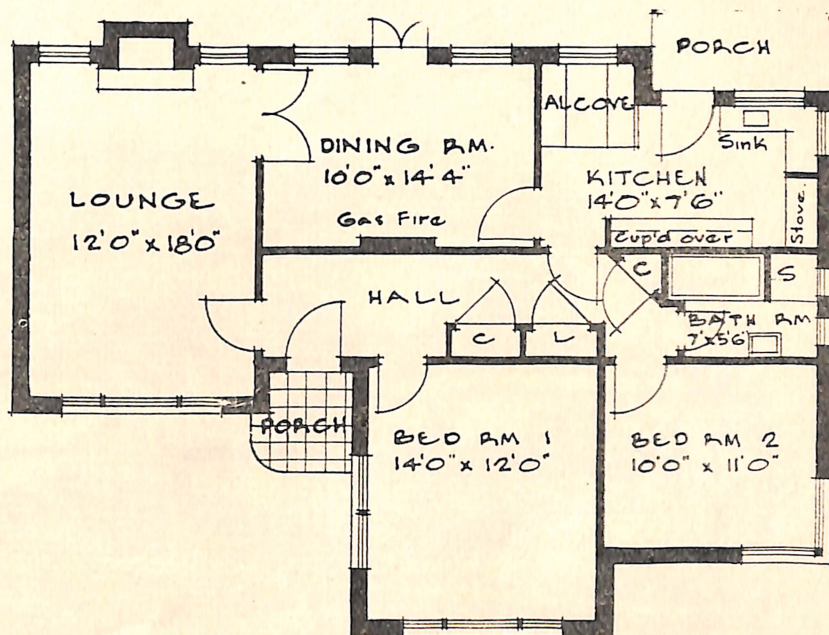 PORCH
ALCOVE
Sink
DINING RM.
10'0" x 14'4"
KITCHEN
14'0" x 7'6"
LOUNGE
12'0" x 18'0"
Gas Fire
Stove.
Cup'd over
C
S
HALL
BATH RM
7'x5'6"
C
L
PORCH
BED RM 1
14'0" x 12'0"
BED RM 2
10'0" x 11'0"